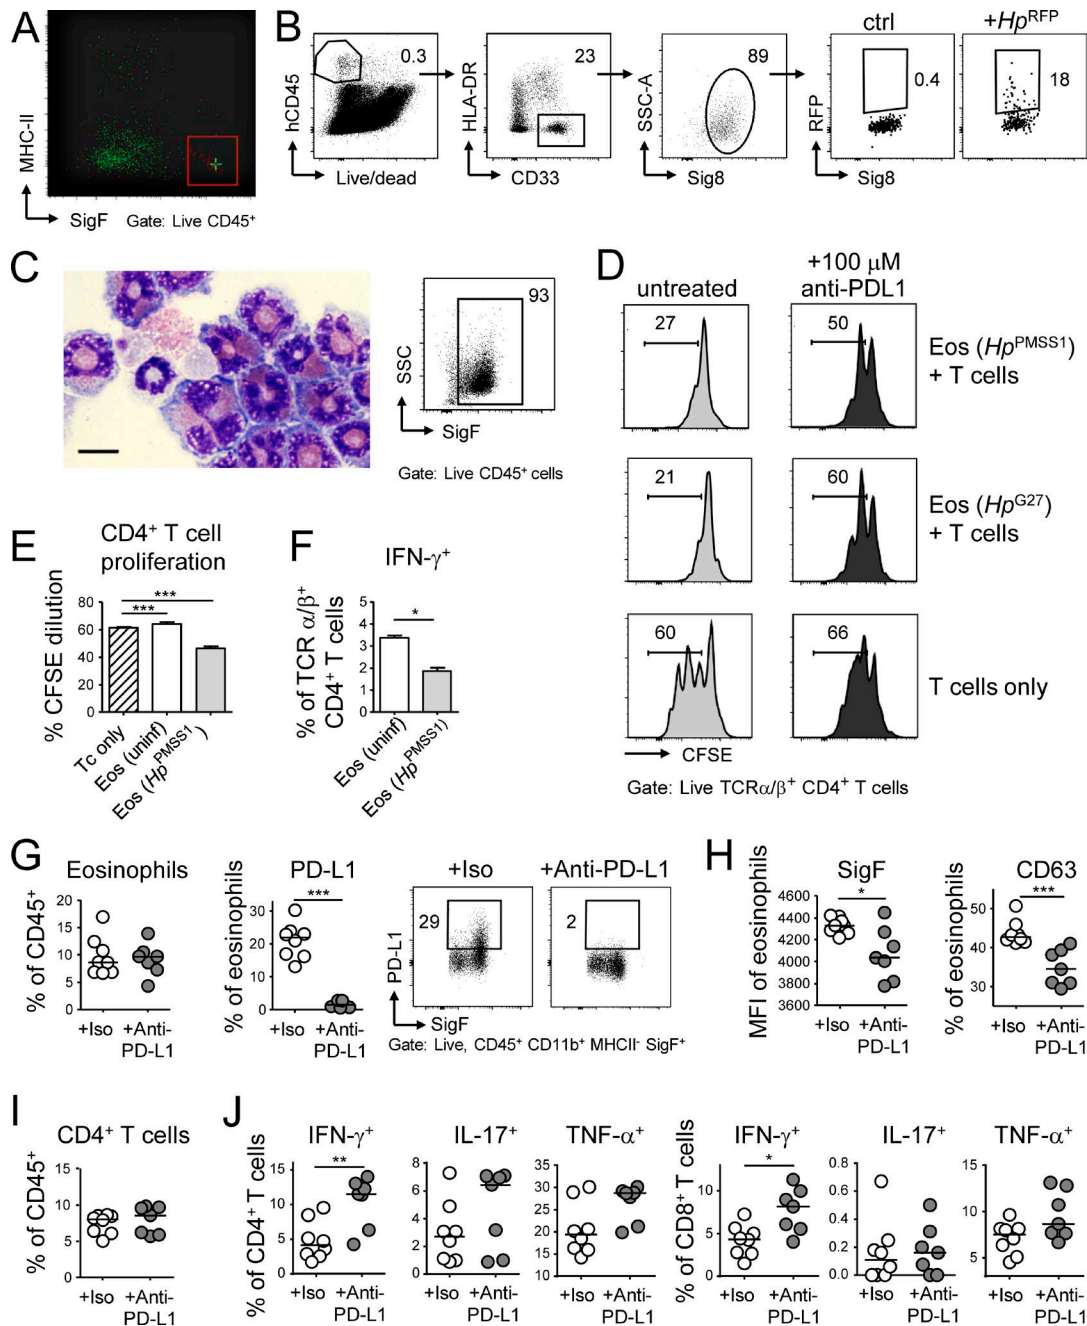 A
MHC-II
SigF
Gate: Live CD45⁺
B
hCD45
0.3
Live/dead
HLA-DR
23
CD33
SSC-A
89
Sig8
ctrl
RFP
0.4
Sig8
+Hpᴿᶠᴾ
18
C
SSC
93
SigF
Gate: Live CD45⁺ cells
D
untreated
+100 µM
anti-PDL1
27
50
Eos (Hpᴾᴹˢˢ¹)
+ T cells
21
60
Eos (Hpᴳ²⁷)
+ T cells
60
66
T cells only
CFSE
Gate: Live TCRα/β⁺ CD4⁺ T cells
E
CD4⁺ T cell
proliferation
% CFSE dilution
80
60
40
20
0
***
***
Tc only
Eos (uninf)
Eos (Hpᴾᴹˢˢ¹)
F
IFN-γ⁺
% of TCR α/β⁺
CD4⁺ T cells
5
4
3
2
1
0
*
Eos (uninf)
Eos (Hpᴾᴹˢˢ¹)
G
Eosinophils
% of CD45⁺
20
15
10
5
0
+Iso
+Anti-
PD-L1
PD-L1
% of eosinophils
30
20
10
0
***
+Iso
+Anti-
PD-L1
+Iso
+Anti-PD-L1
PD-L1
29
2
SigF
Gate: Live, CD45⁺ CD11b⁺ MHCII⁻ SigF⁺
H
SigF
MFI of eosinophils
4600
4400
4200
4000
3800
3600
*
+Iso
+Anti-
PD-L1
CD63
% of eosinophils
50
40
30
***
+Iso
+Anti-
PD-L1
I
CD4⁺ T cells
% of CD45⁺
15
10
5
0
+Iso
+Anti-
PD-L1
J
IFN-γ⁺
% of CD4⁺ T cells
15
10
5
0
**
+Iso
+Anti-
PD-L1
IL-17⁺
8
6
4
2
0
+Iso
+Anti-
PD-L1
TNF-α⁺
35
30
25
20
15
10
+Iso
+Anti-
PD-L1
IFN-γ⁺
% of CD8⁺ T cells
10
5
0
*
+Iso
+Anti-
PD-L1
IL-17⁺
0.8
0.6
0.4
0.2
0.0
+Iso
+Anti-
PD-L1
TNF-α⁺
15
10
5
+Iso
+Anti-
PD-L1